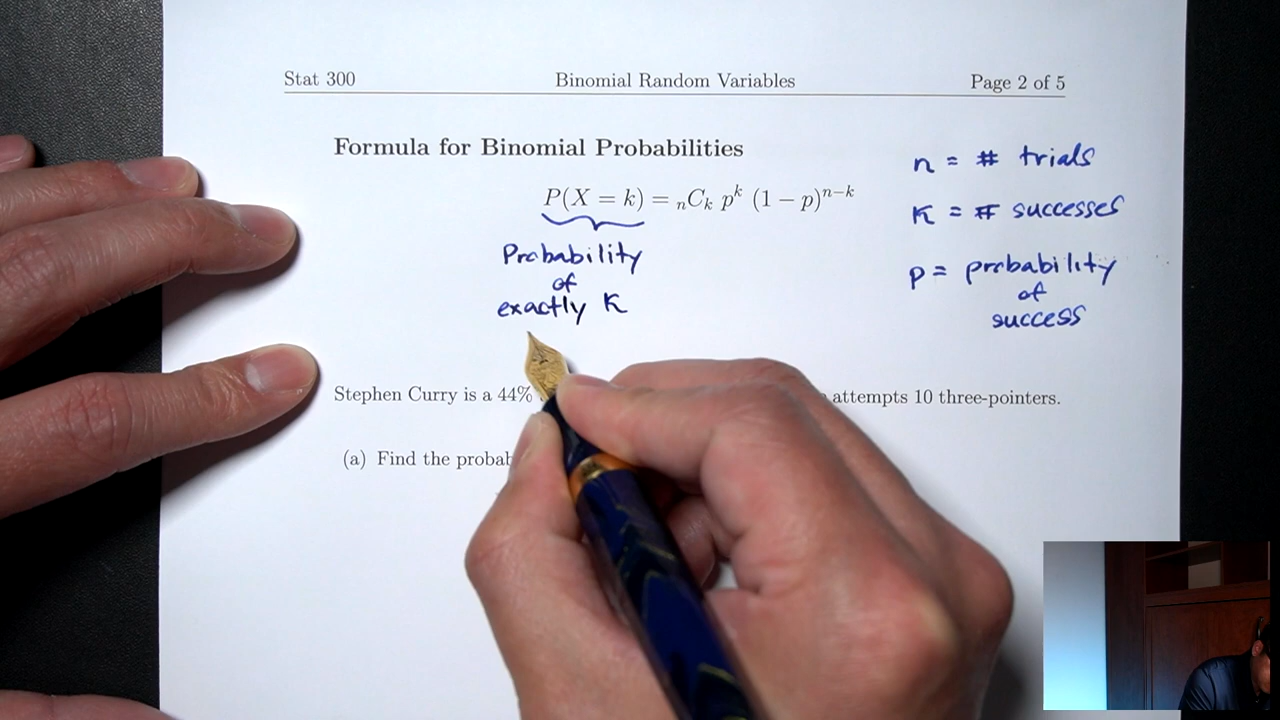 Stat 300 Binomial Random Variables Page 2 of 5
Formula for Binomial Probabilities
P(X = k) = ₙCₖ pᵏ (1 − p)ⁿ⁻ᵏ
Probability
of
exactly K
n = # trials
K = # successes
p = probability
of
success
Stephen Curry is a 44% attempts 10 three-pointers.
(a) Find the